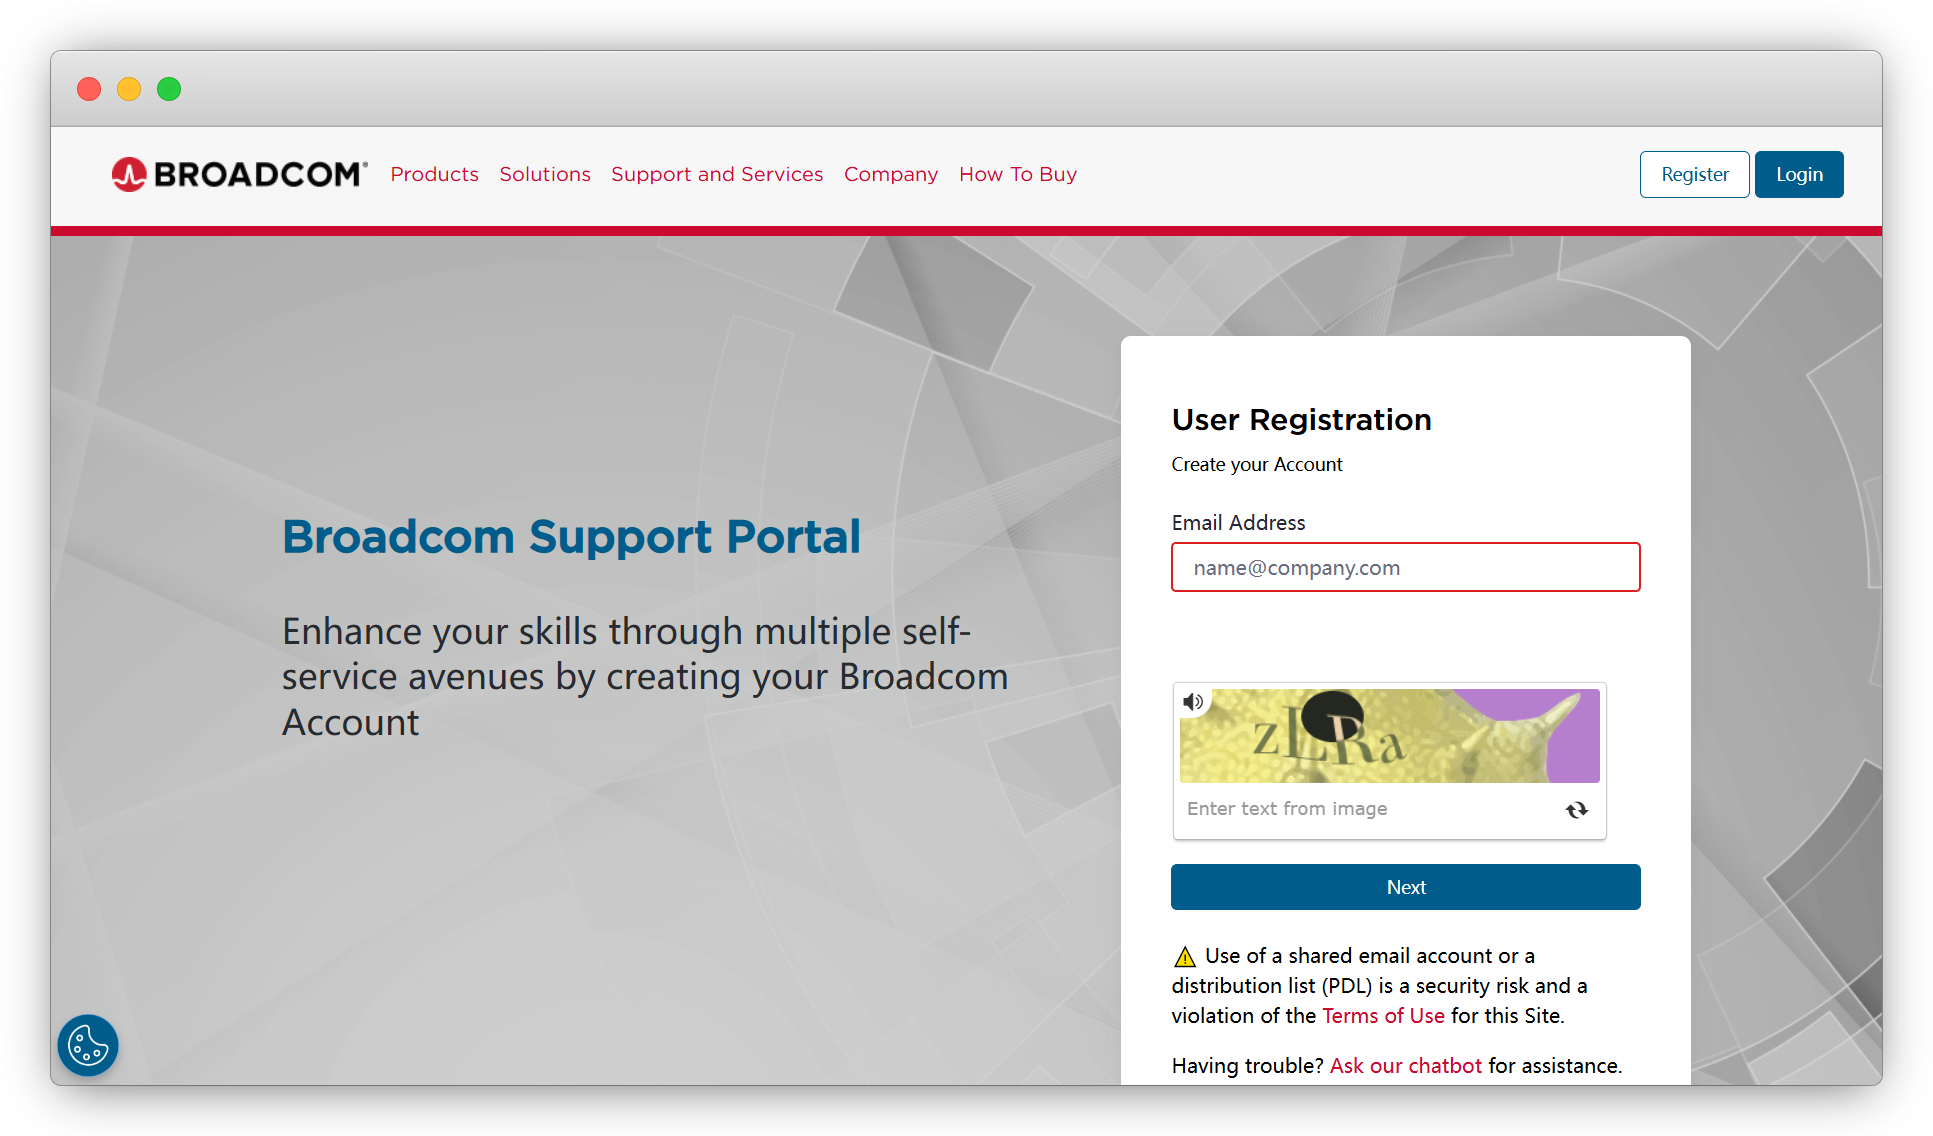 BROADCOM®
Products Solutions Support and Services Company How To Buy
Register Login
Broadcom Support Portal
Enhance your skills through multiple self-
service avenues by creating your Broadcom
Account
User Registration
Create your Account
Email Address
name@company.com
Enter text from image
Next
Use of a shared email account or a
distribution list (PDL) is a security risk and a
violation of the Terms of Use for this Site.
Having trouble? Ask our chatbot for assistance.